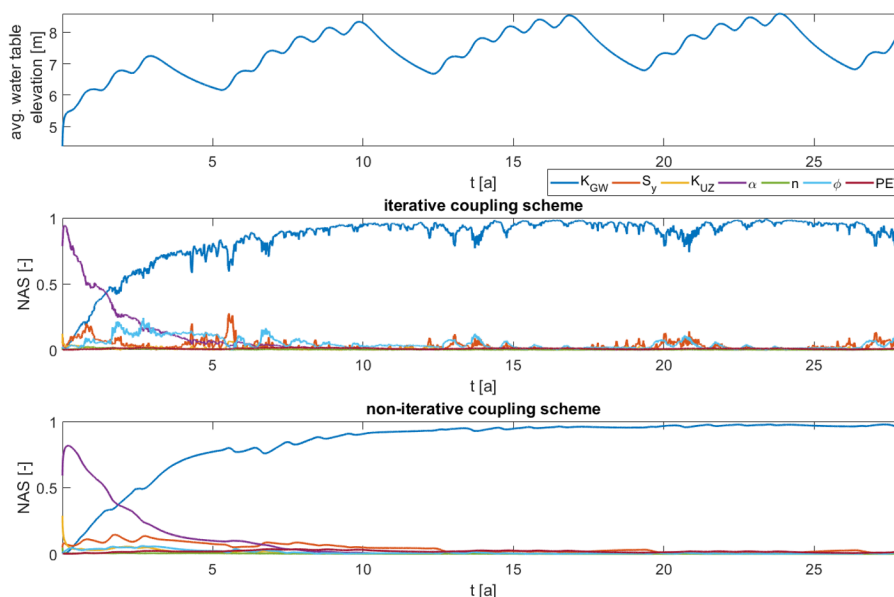 avg. water table
elevation [m]
8
7
6
5
5 10 15 20 25
t [a]
K_GW S_y K_UZ α n ϕ PE
iterative coupling scheme
NAS [-]
1
0.5
0
5 10 15 20 25
t [a]
non-iterative coupling scheme
NAS [-]
1
0.5
0
5 10 15 20 25
t [a]